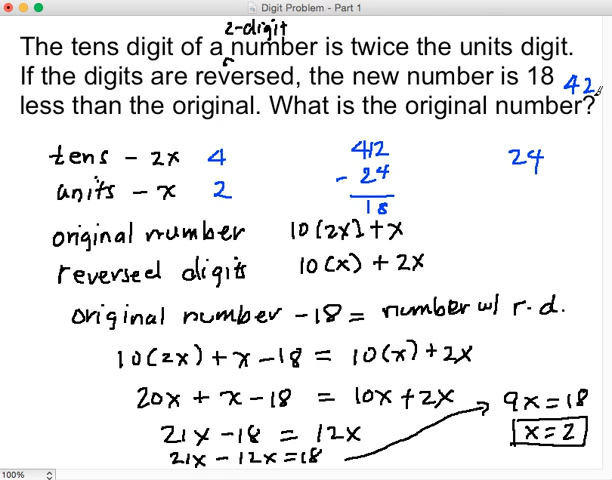 Digit Problem - Part 1
2-digit
The tens digit of a number is twice the units digit.
If the digits are reversed, the new number is 18
less than the original. What is the original number? 42
tens - 2x 4
units - x 2
42
- 24
18
24
original number 10(2x)+x
reversed digits 10(x) + 2x
original number - 18 = number w/ r.d.
10(2x) + x - 18 = 10(x) + 2x
20x + x - 18 = 10x + 2x
21x - 18 = 12x
21x - 12x = 18
9x = 18
x = 2
100%